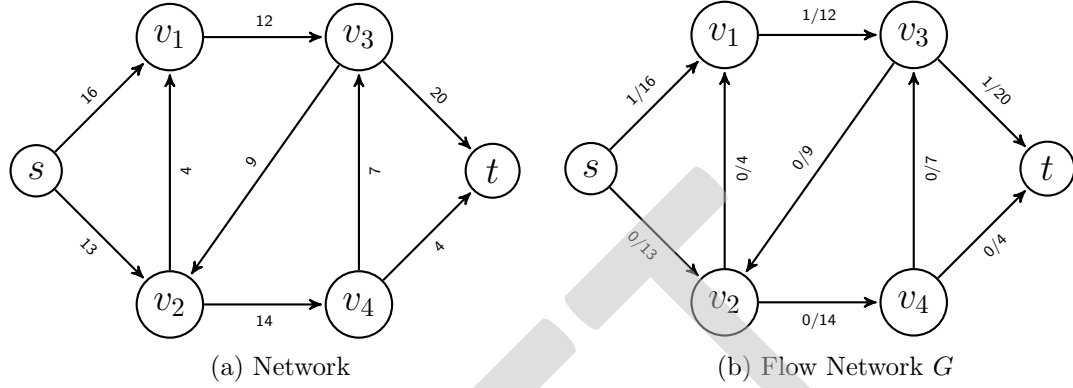 v1 12 v3
16 20
s 4 9 7 t
13 4
v2 14 v4
(a) Network
v1 1/12 v3
1/16 1/20
s 0/4 0/9 0/7 t
0/13 0/4
v2 0/14 v4
(b) Flow Network G